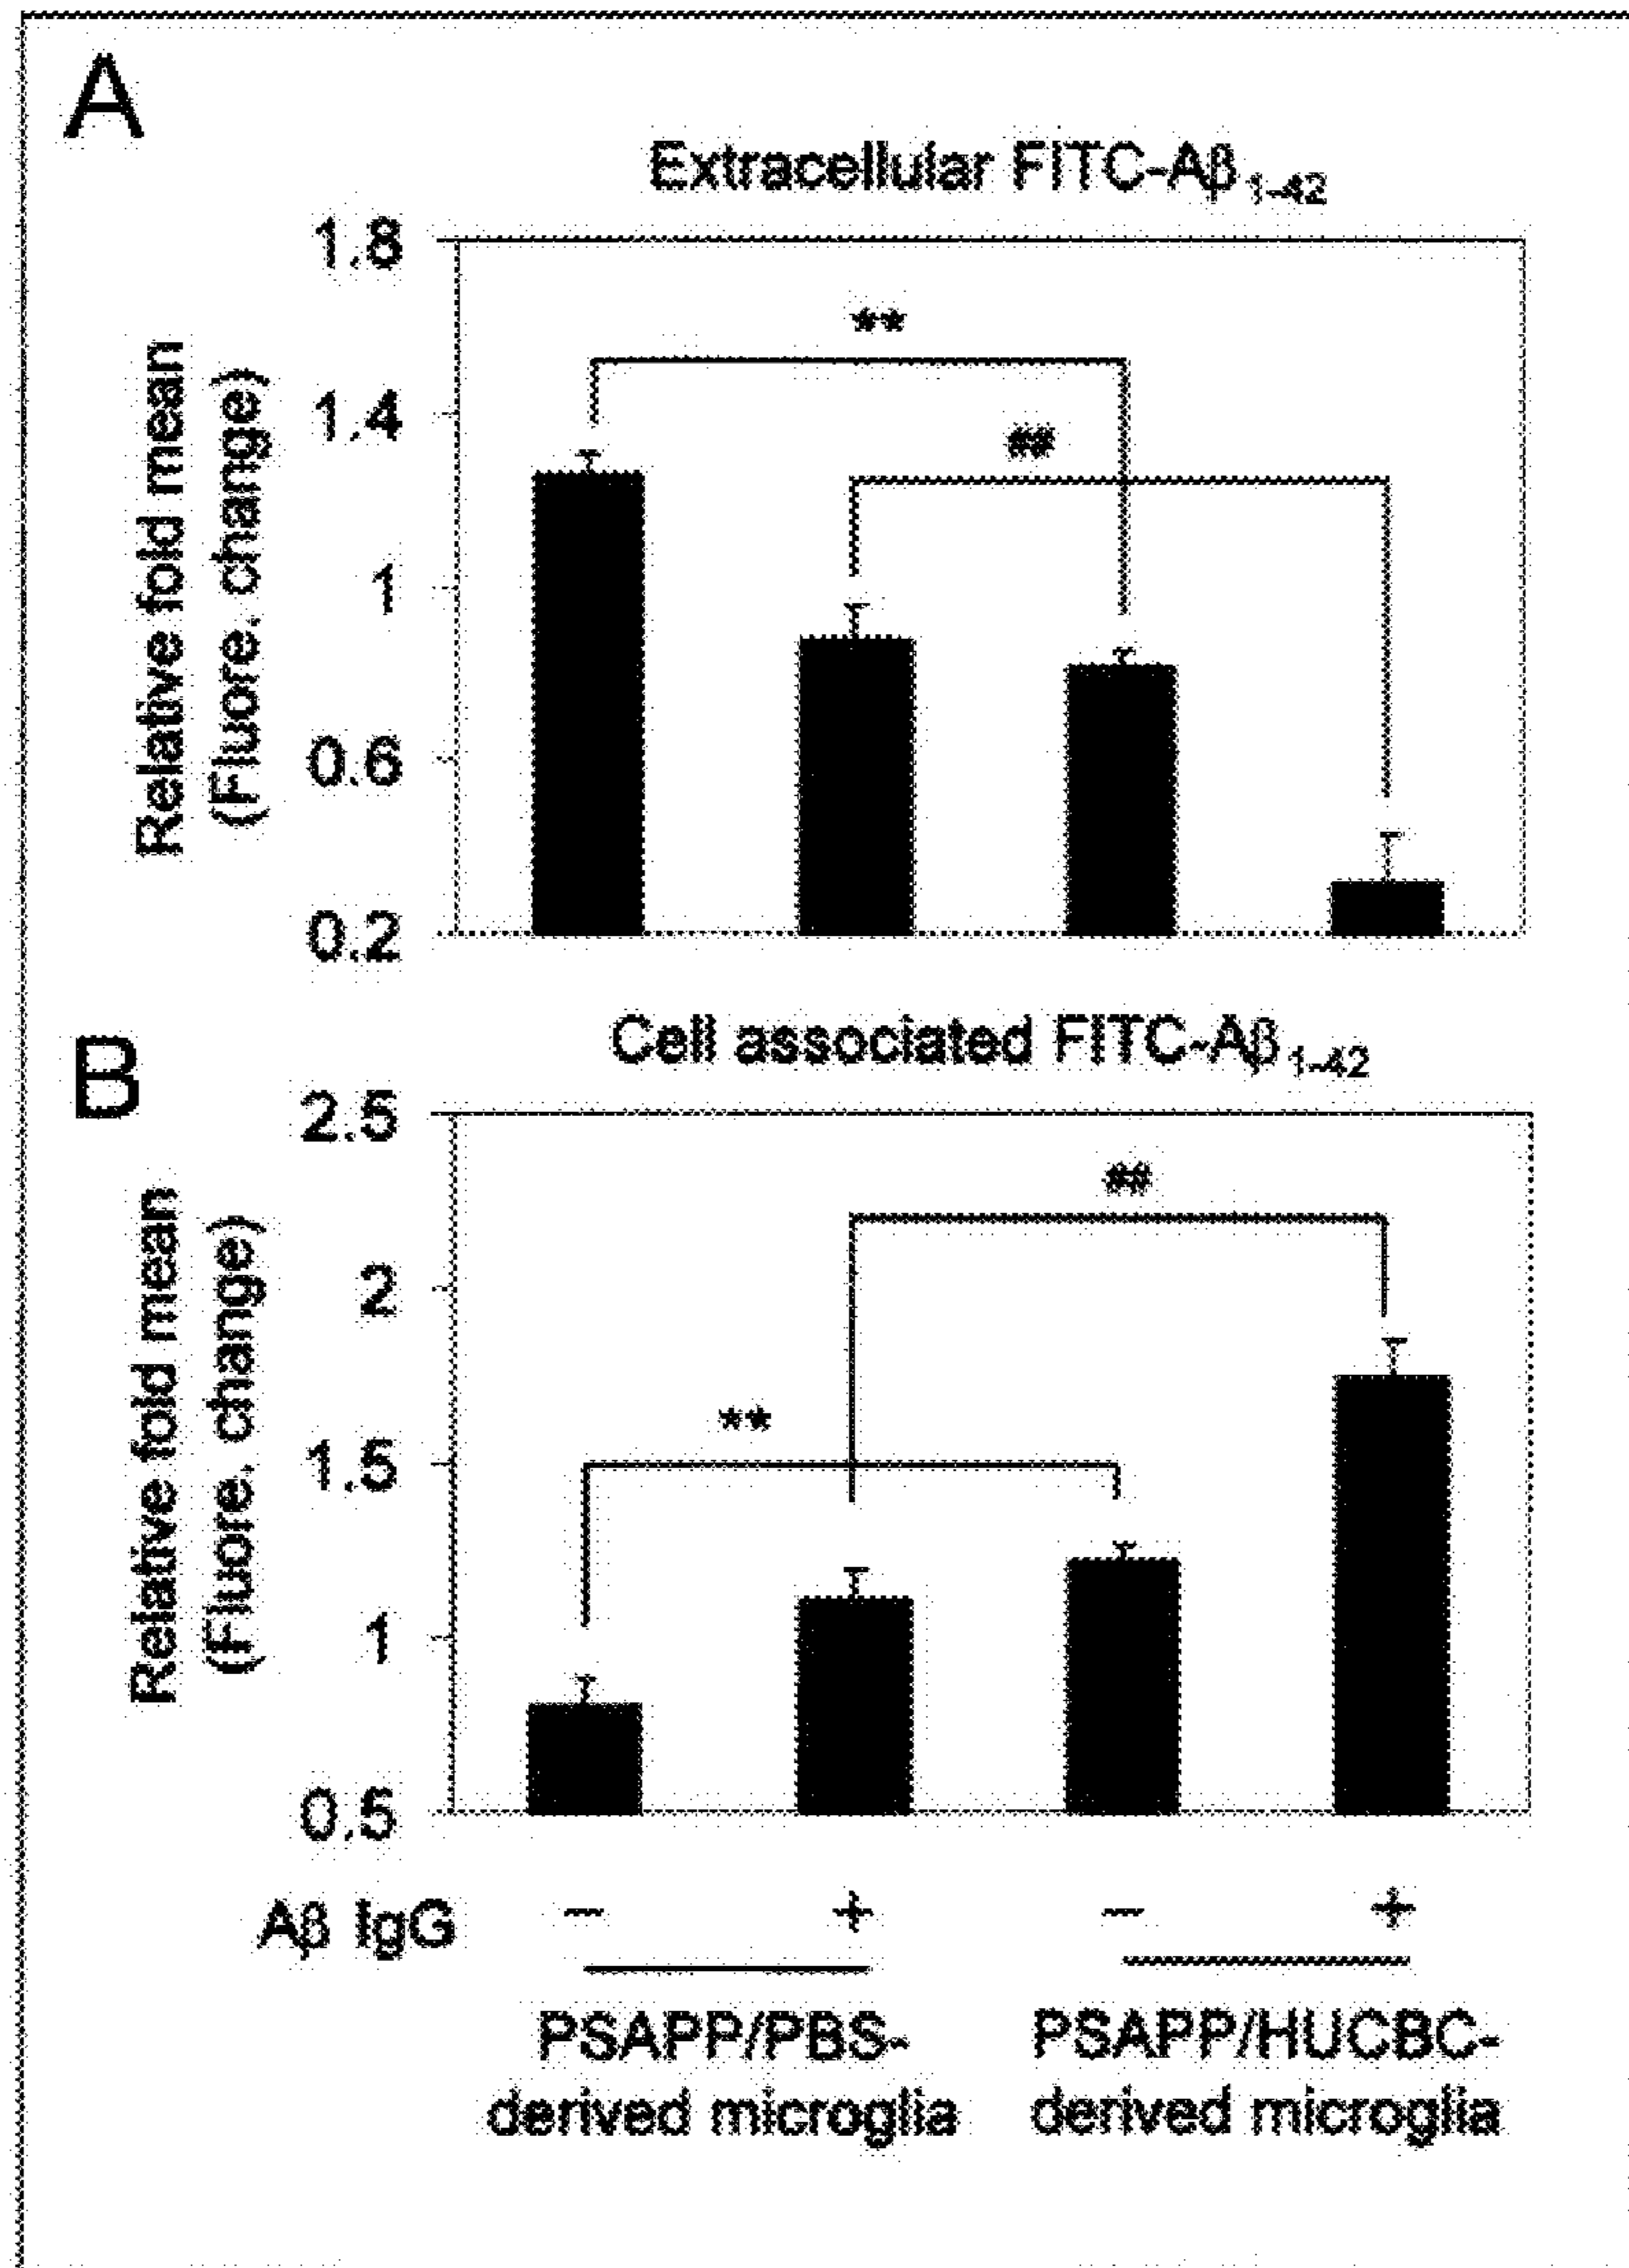 A
Extracellular FITC-Aβ1-42
1.8
1.4
1
0.6
0.2
Relative fold mean
(Fluore. change)
**
##
B
Cell associated FITC-Aβ1-42
2.5
2
1.5
1
0.5
Relative fold mean
(Fluore. change)
##
**
Aβ IgG − + − +
PSAPP/PBS- PSAPP/HUCBC-
derived microglia derived microglia